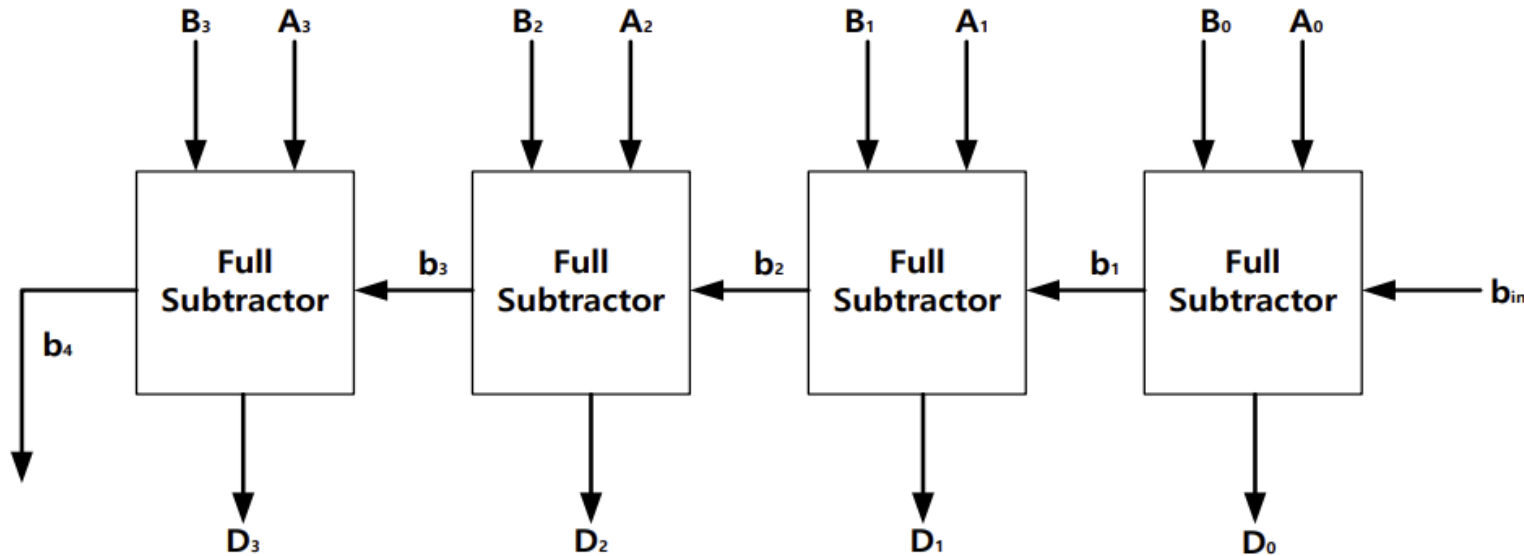 B₃ A₃ B₂ A₂ B₁ A₁ B₀ A₀
Full Full Full Full
Subtractor Subtractor Subtractor Subtractor
b₃ b₂ b₁ bᵢₙ
b₄
D₃ D₂ D₁ D₀